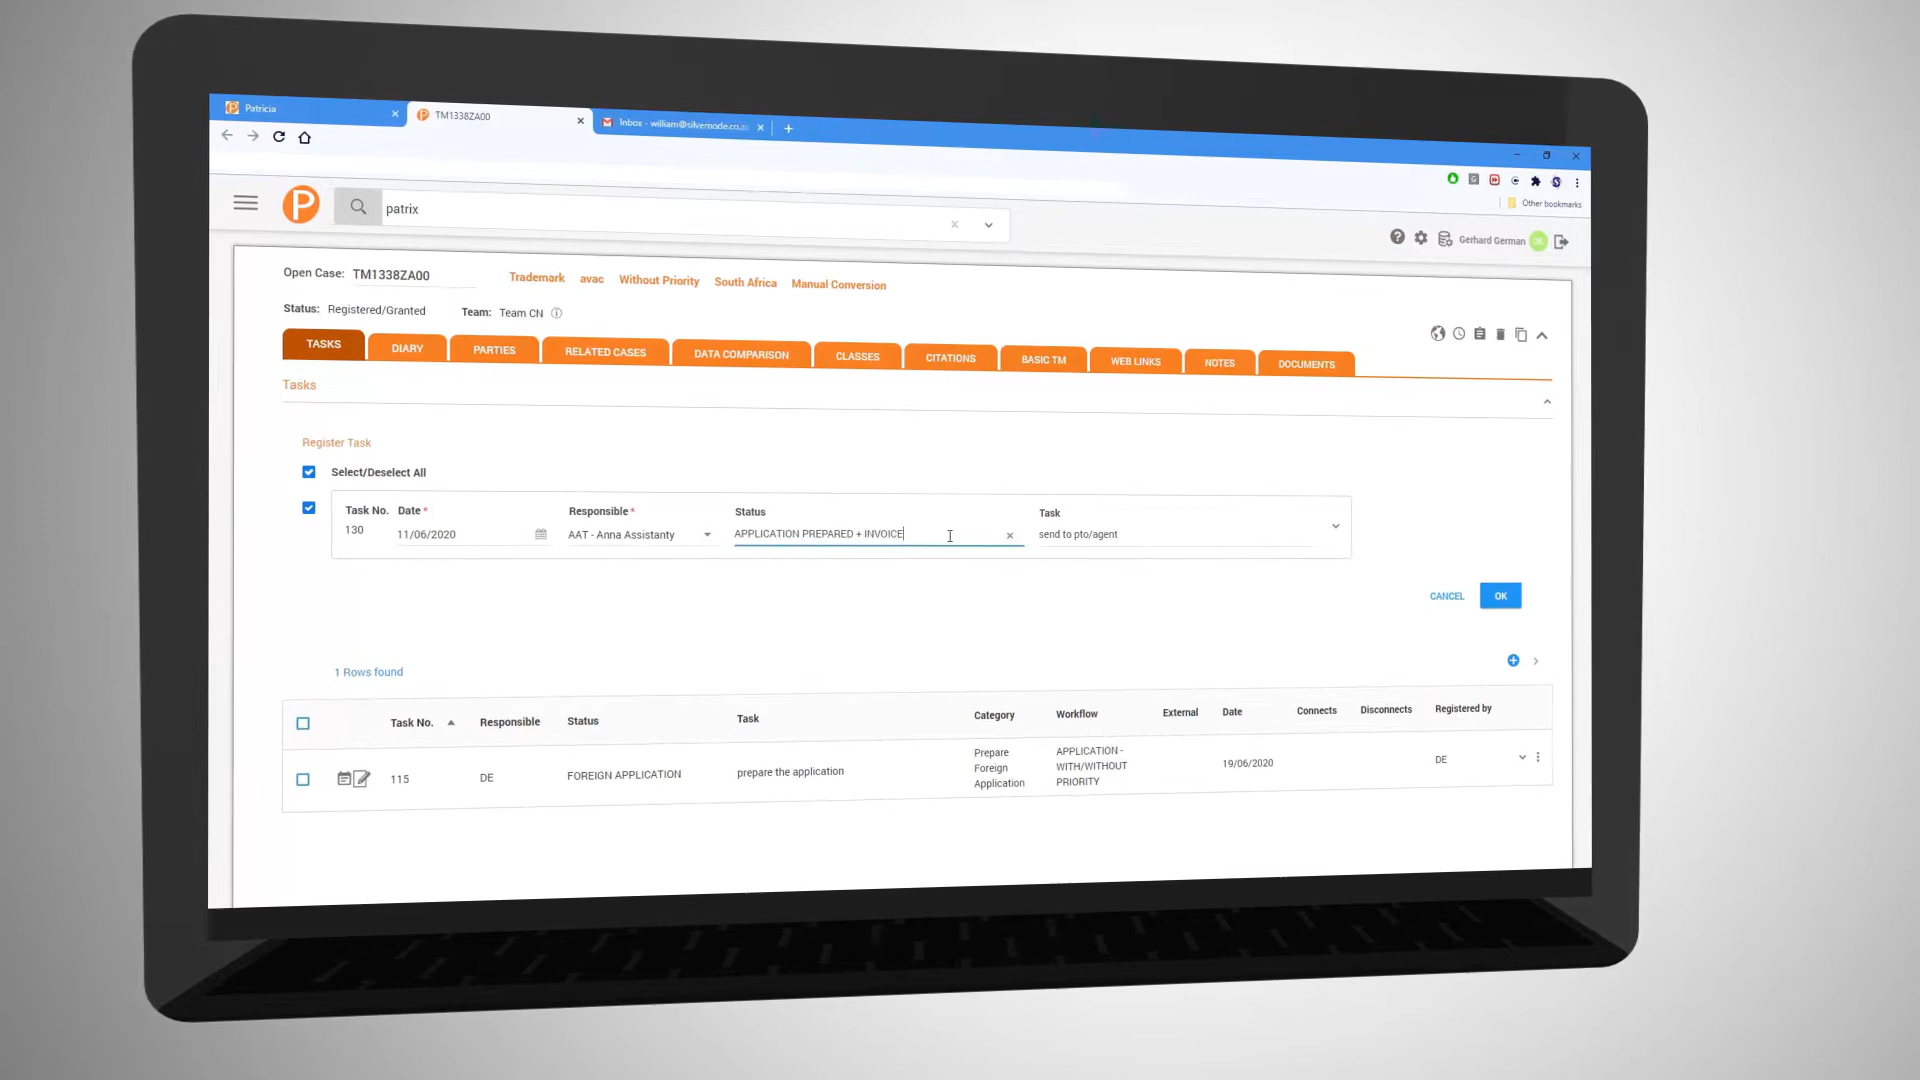 Patricia
TM1338ZA00
Inbox - william@silvernode.co.za
Other bookmarks
P
patrix
Gerhard German
Open Case: TM1338ZA00
Trademark avac Without Priority South Africa Manual Conversion
Status: Registered/Granted Team: Team CN
TASKS DIARY PARTIES RELATED CASES DATA COMPARISON CLASSES CITATIONS BASIC TM WEB LINKS NOTES DOCUMENTS
Tasks
Register Task
Select/Deselect All
Task No. Date * Responsible * Status Task
130 11/06/2020 AAT - Anna Assistanty APPLICATION PREPARED + INVOICE send to pto/agent
CANCEL OK
1 Rows found
Task No. Responsible Status Task Category Workflow External Date Connects Disconnects Registered by
115 DE FOREIGN APPLICATION prepare the application Prepare Foreign Application APPLICATION - WITH/WITHOUT PRIORITY 19/06/2020 DE